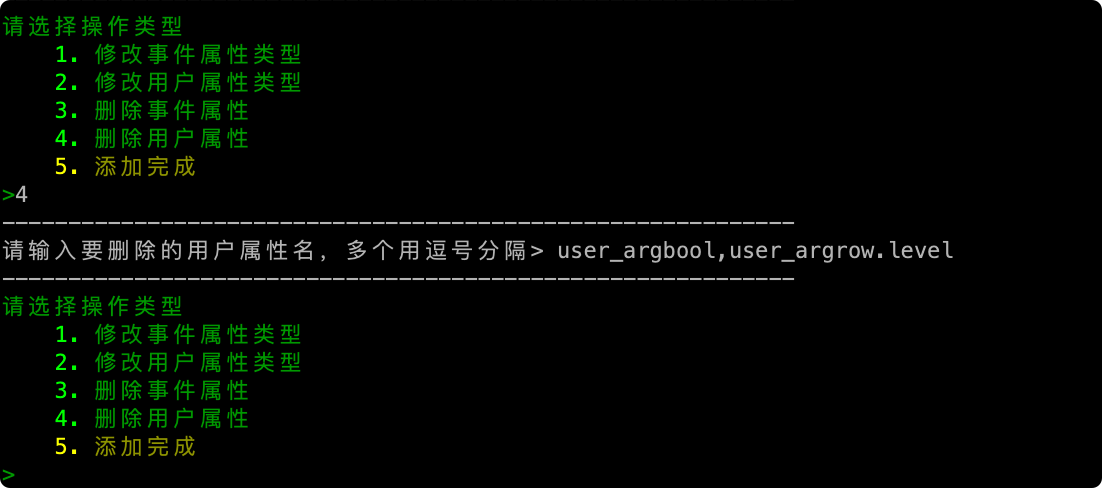 请选择操作类型
1. 修改事件属性类型
2. 修改用户属性类型
3. 删除事件属性
4. 删除用户属性
5. 添加完成
>4
------------------------------------------------------------
请输入要删除的用户属性名, 多个用逗号分隔> user_argbool,user_argrow.level
------------------------------------------------------------
请选择操作类型
1. 修改事件属性类型
2. 修改用户属性类型
3. 删除事件属性
4. 删除用户属性
5. 添加完成
>